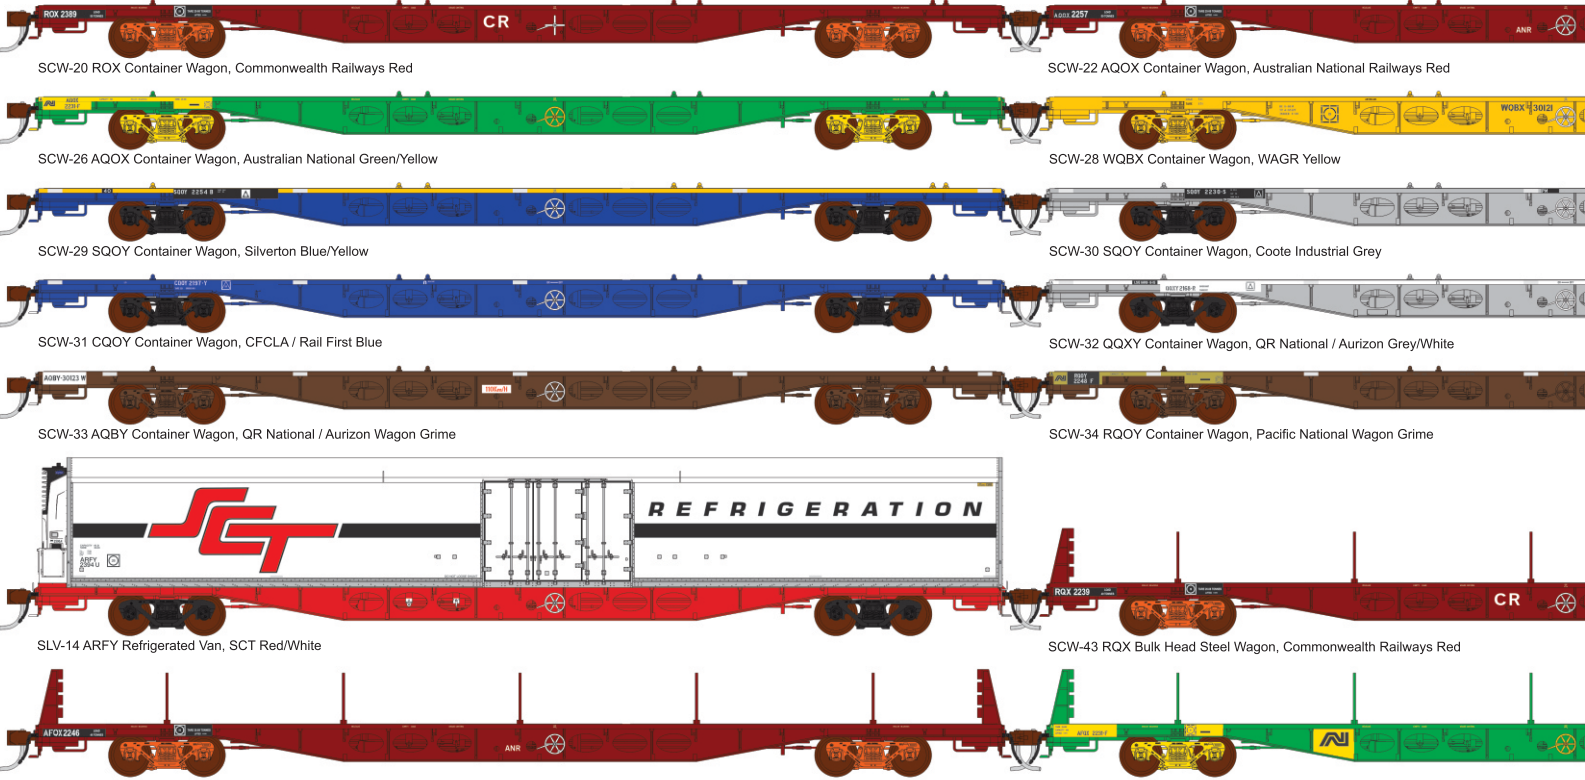 ROX 2389
CR
AQOX 2257
ANR
SCW-20 ROX Container Wagon, Commonwealth Railways Red
SCW-22 AQOX Container Wagon, Australian National Railways Red
WQBX 30121
SCW-26 AQOX Container Wagon, Australian National Green/Yellow
SCW-28 WQBX Container Wagon, WAGR Yellow
SQOY 2254
SCW-29 SQOY Container Wagon, Silverton Blue/Yellow
SCW-30 SQOY Container Wagon, Coote Industrial Grey
SCW-31 CQOY Container Wagon, CFCLA / Rail First Blue
SCW-32 QQXY Container Wagon, QR National / Aurizon Grey/White
AQBY-30123 W
SCW-33 AQBY Container Wagon, QR National / Aurizon Wagon Grime
SCW-34 RQOY Container Wagon, Pacific National Wagon Grime
SCT
REFRIGERATION
ARFY
2394 U
RQX 2239
CR
SLV-14 ARFY Refrigerated Van, SCT Red/White
SCW-43 RQX Bulk Head Steel Wagon, Commonwealth Railways Red
AFOX 2246
ANR